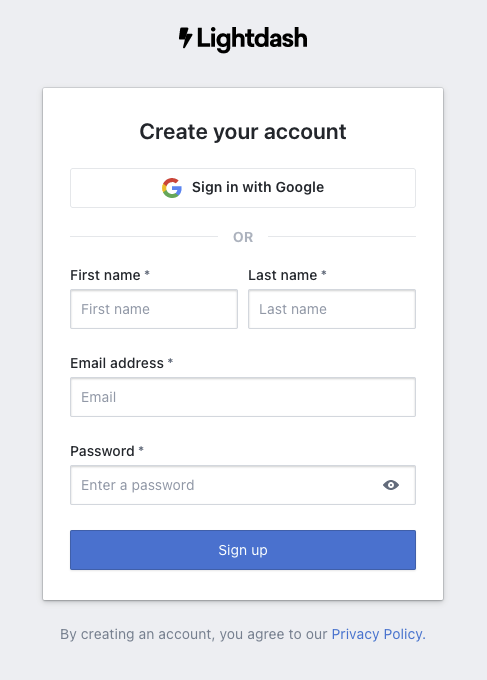 Lightdash
Create your account
Sign in with Google
OR
First name * Last name *
First name Last name
Email address *
Email
Password *
Enter a password
Sign up
By creating an account, you agree to our Privacy Policy.